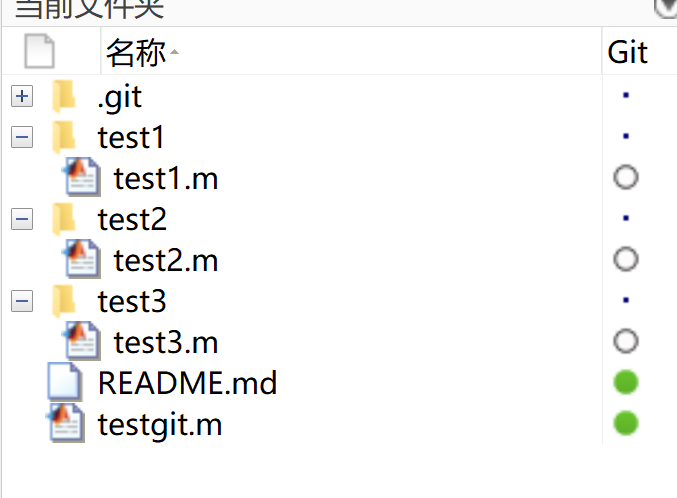 当前文件夹
名称 Git
.git
test1
test1.m
test2
test2.m
test3
test3.m
README.md
testgit.m